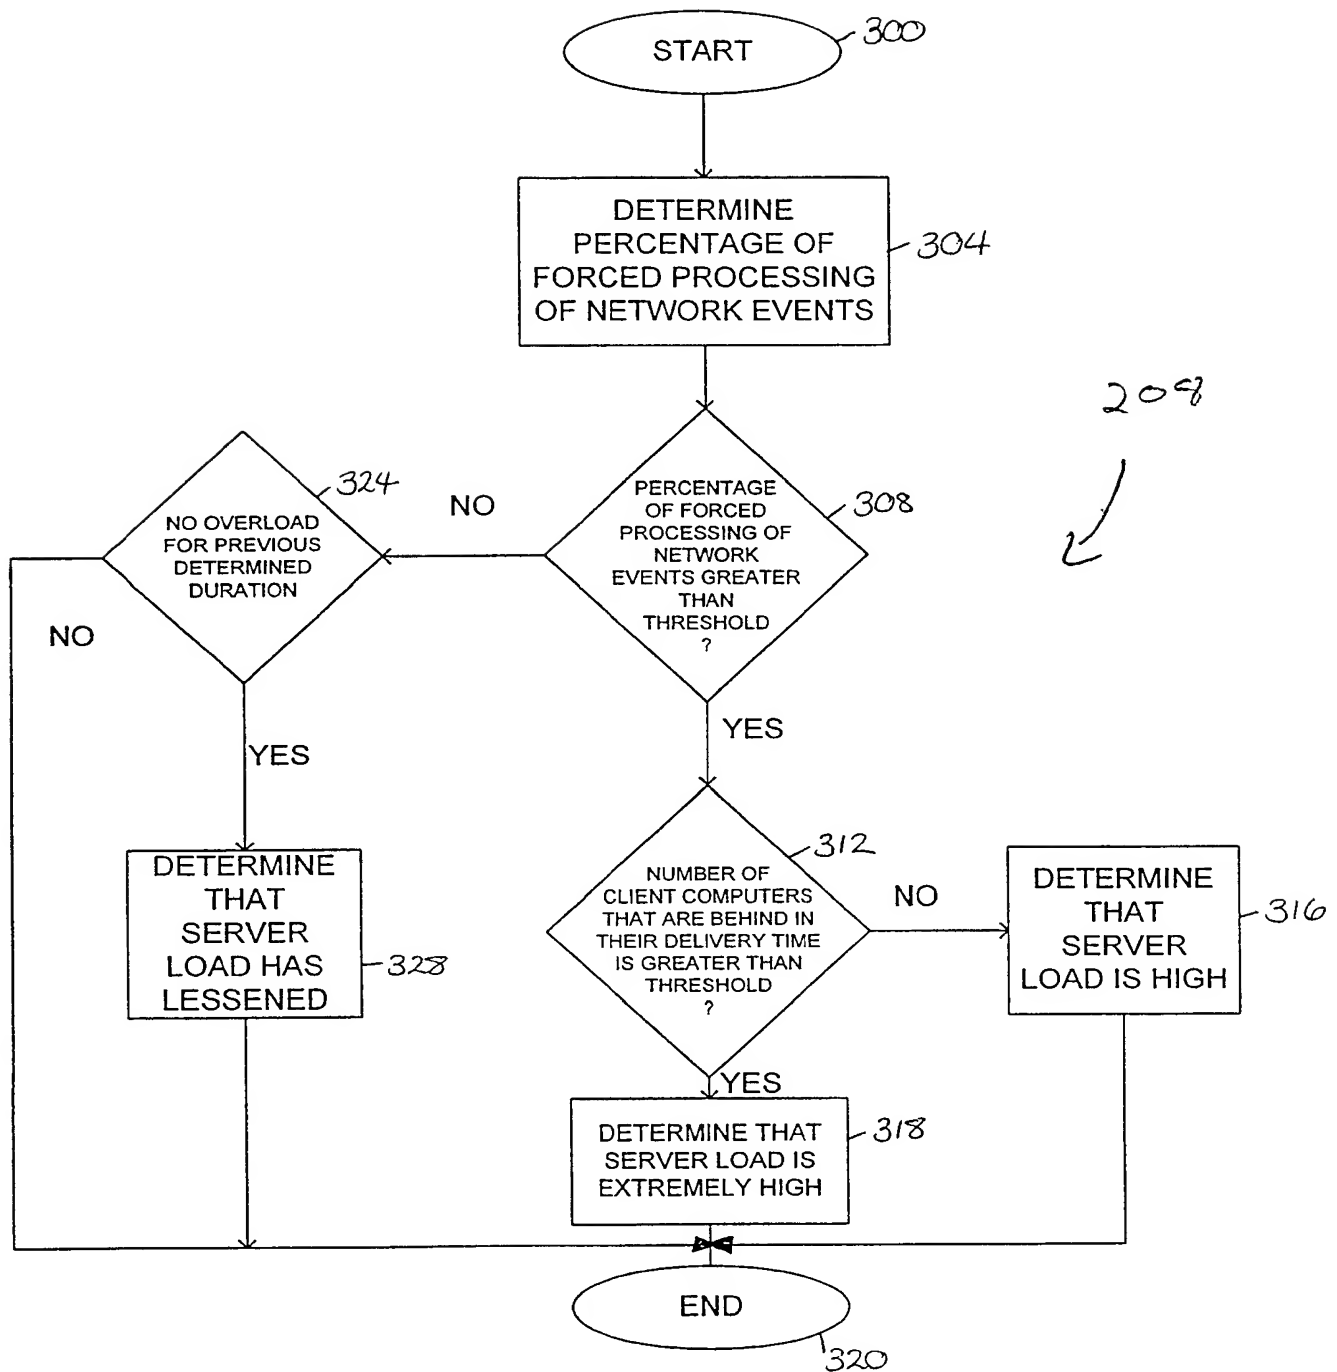 START
300
DETERMINE
PERCENTAGE OF
FORCED PROCESSING
OF NETWORK EVENTS
304
208
NO OVERLOAD
FOR PREVIOUS
DETERMINED
DURATION
324
NO
PERCENTAGE
OF FORCED
PROCESSING OF
NETWORK
EVENTS GREATER
THAN
THRESHOLD
?
308
NO
YES
YES
DETERMINE
THAT
SERVER
LOAD HAS
LESSENED
328
NUMBER OF
CLIENT COMPUTERS
THAT ARE BEHIND IN
THEIR DELIVERY TIME
IS GREATER THAN
THRESHOLD
?
312
NO
DETERMINE
THAT
SERVER
LOAD IS HIGH
316
YES
DETERMINE THAT
SERVER LOAD IS
EXTREMELY HIGH
318
END
320